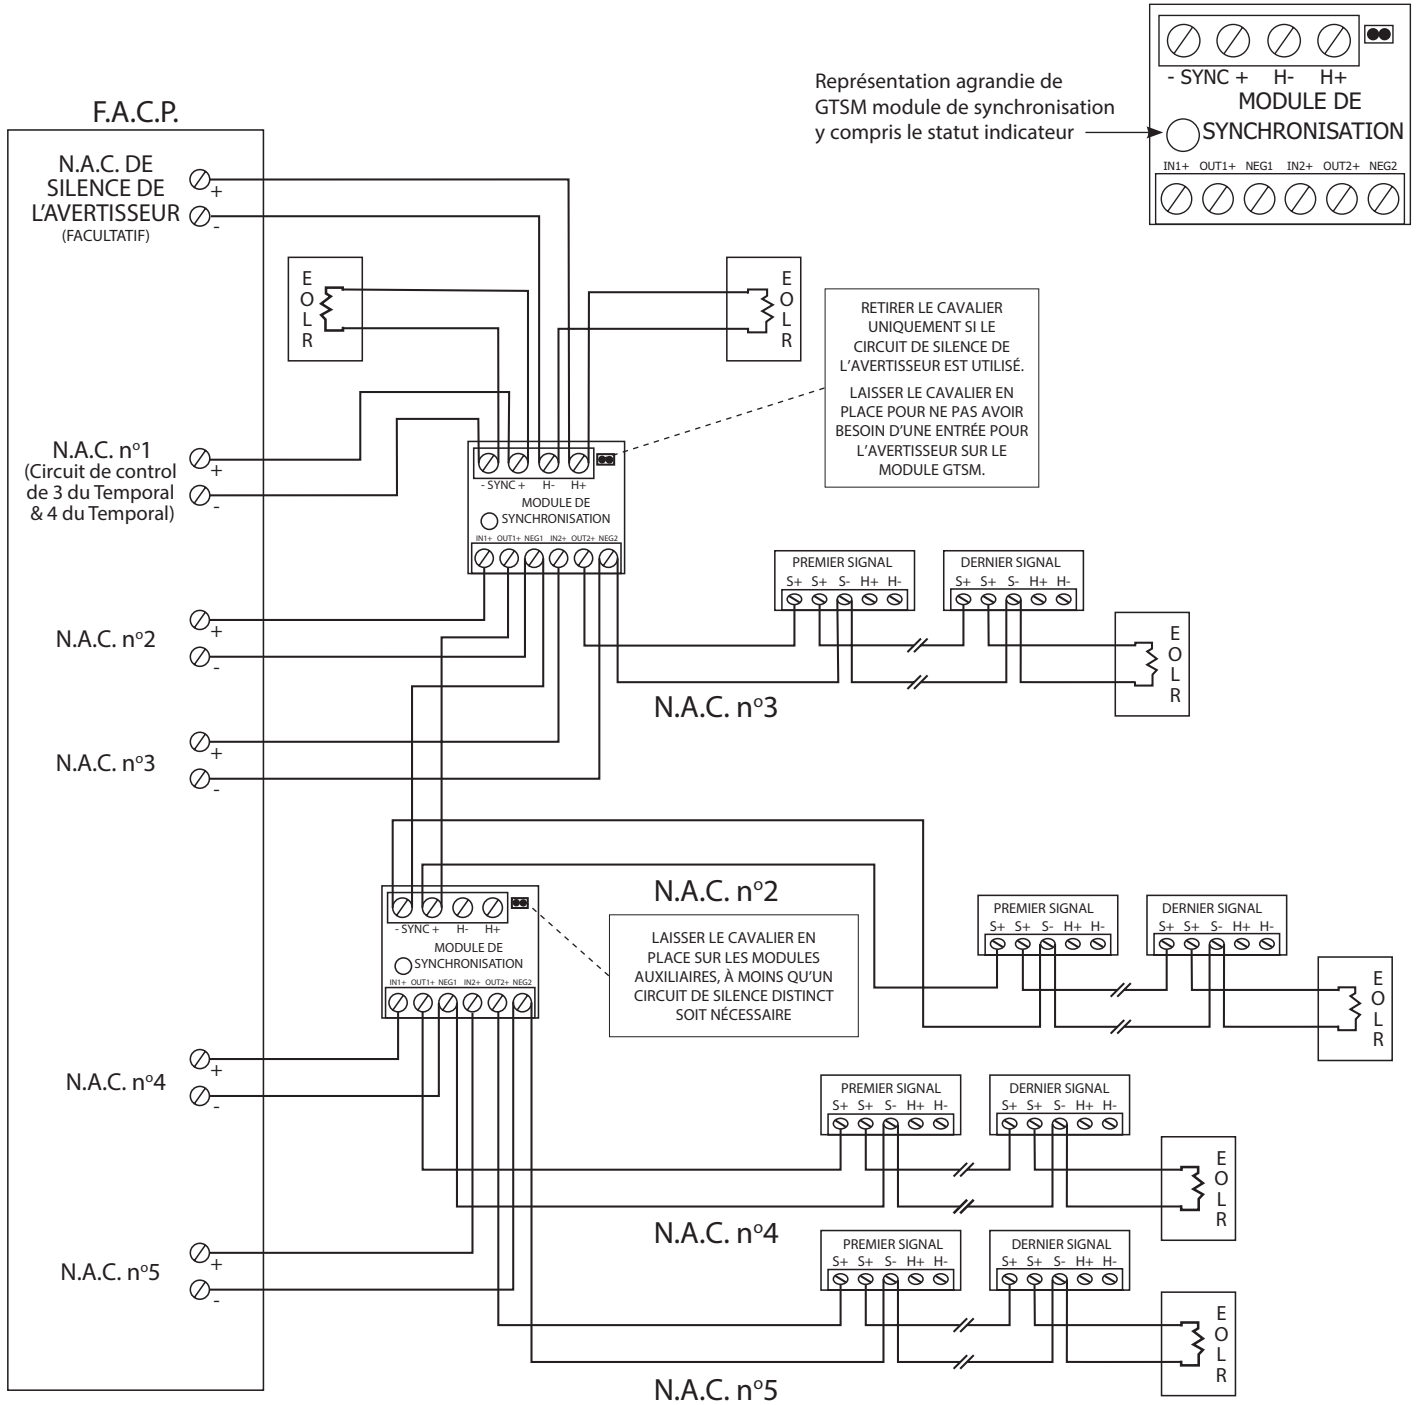 Représentation agrandie de
GTSM module de synchronisation
y compris le statut indicateur
- SYNC + H- H+
MODULE DE
SYNCHRONISATION
IN1+ OUT1+ NEG1 IN2+ OUT2+ NEG2
F.A.C.P.
N.A.C. DE
SILENCE DE
L'AVERTISSEUR
(FACULTATIF)
+
-
E
O
L
R
E
O
L
R
RETIRER LE CAVALIER
UNIQUEMENT SI LE
CIRCUIT DE SILENCE DE
L'AVERTISSEUR EST UTILISÉ.
LAISSER LE CAVALIER EN
PLACE POUR NE PAS AVOIR
BESOIN D'UNE ENTRÉE POUR
L'AVERTISSEUR SUR LE
MODULE GTSM.
N.A.C. nº1
(Circuit de control
de 3 du Temporal
& 4 du Temporal)
+
-
- SYNC + H- H+
MODULE DE
SYNCHRONISATION
IN1+ OUT1+ NEG1 IN2+ OUT2+ NEG2
PREMIER SIGNAL
S+ S+ S- H+ H-
DERNIER SIGNAL
S+ S+ S- H+ H-
E
O
L
R
N.A.C. nº2
+
-
N.A.C. nº3
N.A.C. nº3
+
-
N.A.C. nº2
- SYNC + H- H+
MODULE DE
SYNCHRONISATION
IN1+ OUT1+ NEG1 IN2+ OUT2+ NEG2
LAISSER LE CAVALIER EN
PLACE SUR LES MODULES
AUXILIAIRES, À MOINS QU'UN
CIRCUIT DE SILENCE DISTINCT
SOIT NÉCESSAIRE
PREMIER SIGNAL
S+ S+ S- H+ H-
DERNIER SIGNAL
S+ S+ S- H+ H-
E
O
L
R
N.A.C. nº4
+
-
PREMIER SIGNAL
S+ S+ S- H+ H-
DERNIER SIGNAL
S+ S+ S- H+ H-
E
O
L
R
N.A.C. nº4
N.A.C. nº5
+
-
PREMIER SIGNAL
S+ S+ S- H+ H-
DERNIER SIGNAL
S+ S+ S- H+ H-
E
O
L
R
N.A.C. nº5